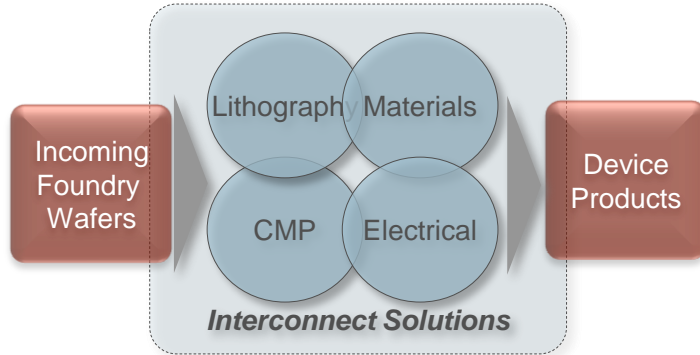 Incoming
Foundry
Wafers
Lithography
Materials
CMP
Electrical
Interconnect Solutions
Device
Products